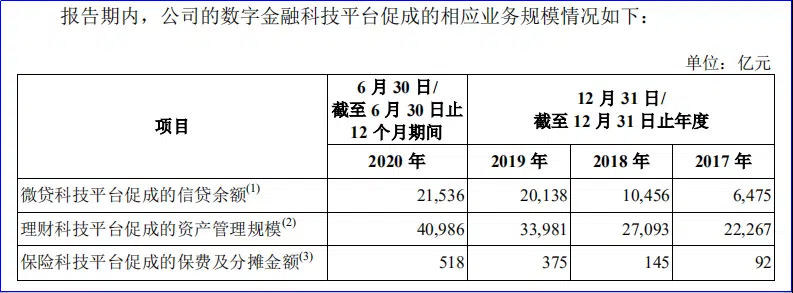 报告期内，公司的数字金融科技平台促成的相应业务规模情况如下：
单位：亿元
项目
6 月 30 日/
截至 6 月 30 日止
12 个月期间
12 月 31 日/
截至 12 月 31 日止年度
2020 年 2019 年 2018 年 2017 年
微贷科技平台促成的信贷余额(1) 21,536 20,138 10,456 6,475
理财科技平台促成的资产管理规模(2) 40,986 33,981 27,093 22,267
保险科技平台促成的保费及分摊金额(3) 518 375 145 92